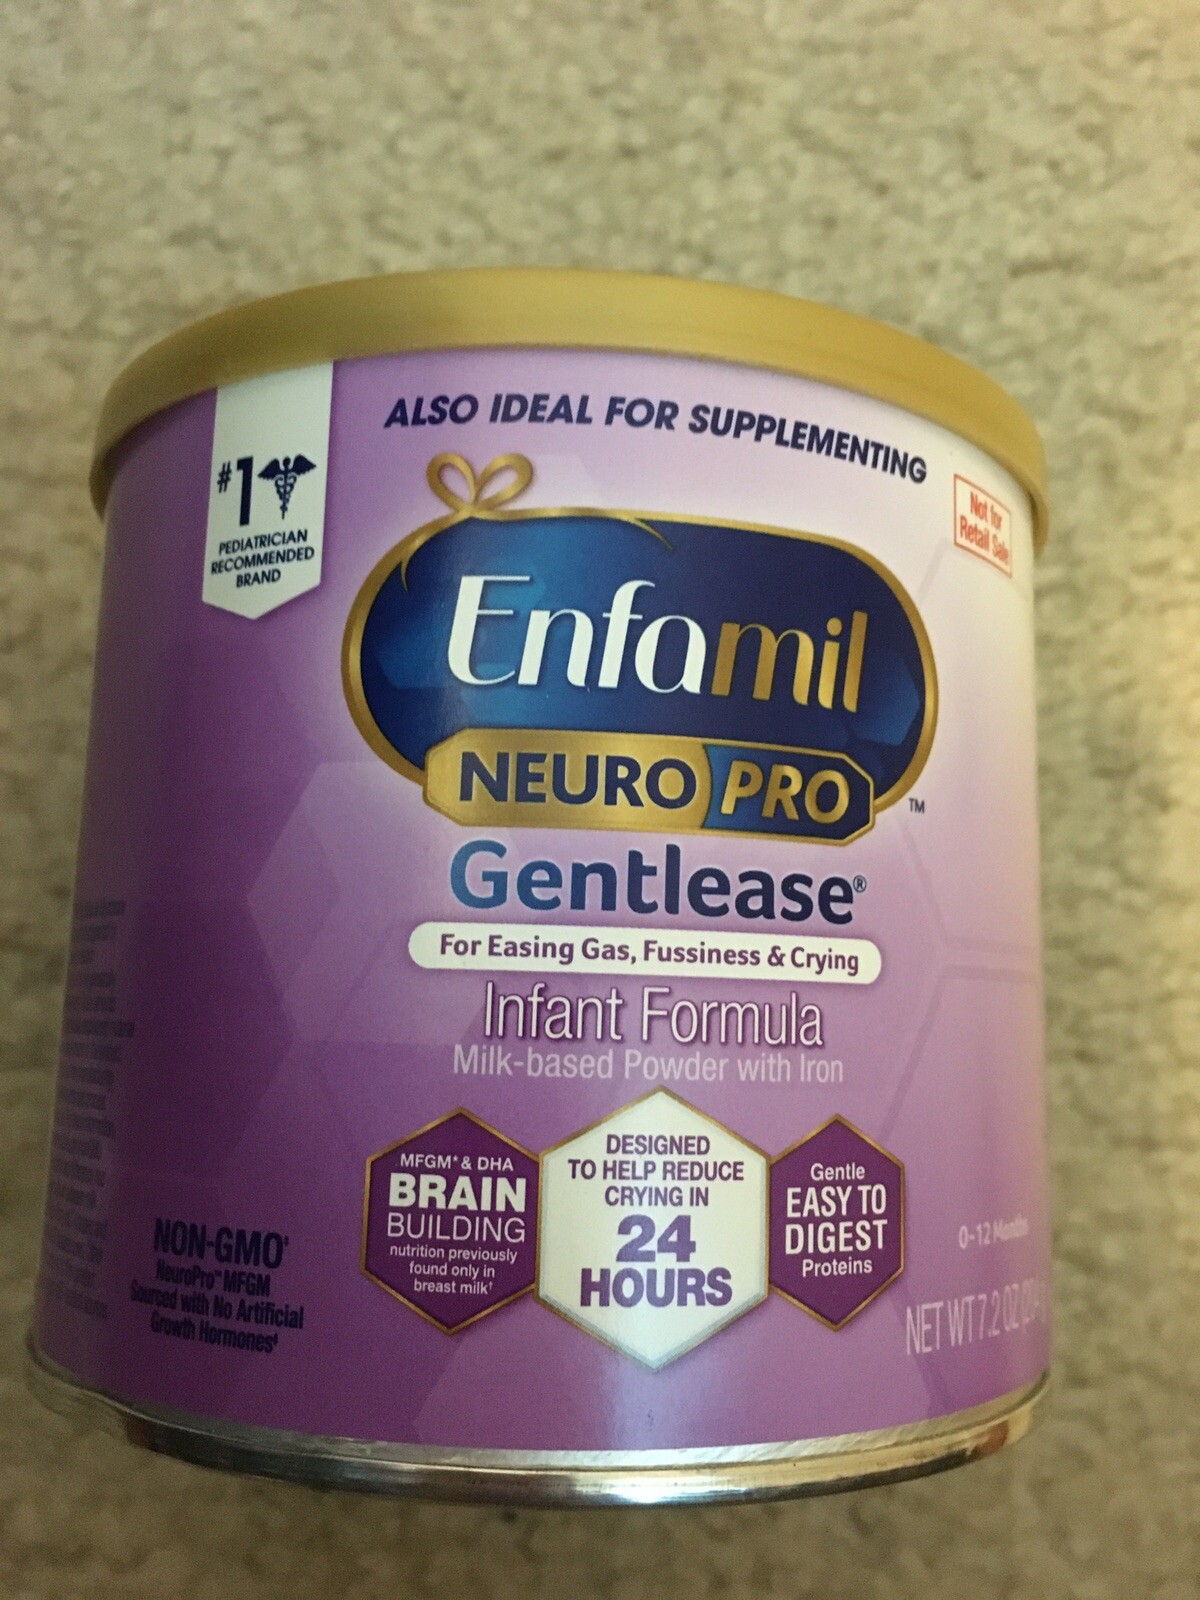 ALSO IDEAL FOR SUPPLEMENTING
#1
PEDIATRICIAN
RECOMMENDED
BRAND
Not for
Retail Sale
Enfamil
NEURO PRO™
Gentlease®
For Easing Gas, Fussiness & Crying
Infant Formula
Milk-based Powder with Iron
MFGM* & DHA
BRAIN
BUILDING
nutrition previously
found only in
breast milk†
DESIGNED
TO HELP REDUCE
CRYING IN
24
HOURS
Gentle
EASY TO
DIGEST
Proteins
NON-GMO‡
NeuroPro™ MFGM
Sourced with No Artificial
Growth Hormones‡
0-12 Months
NET WT 7.2 OZ